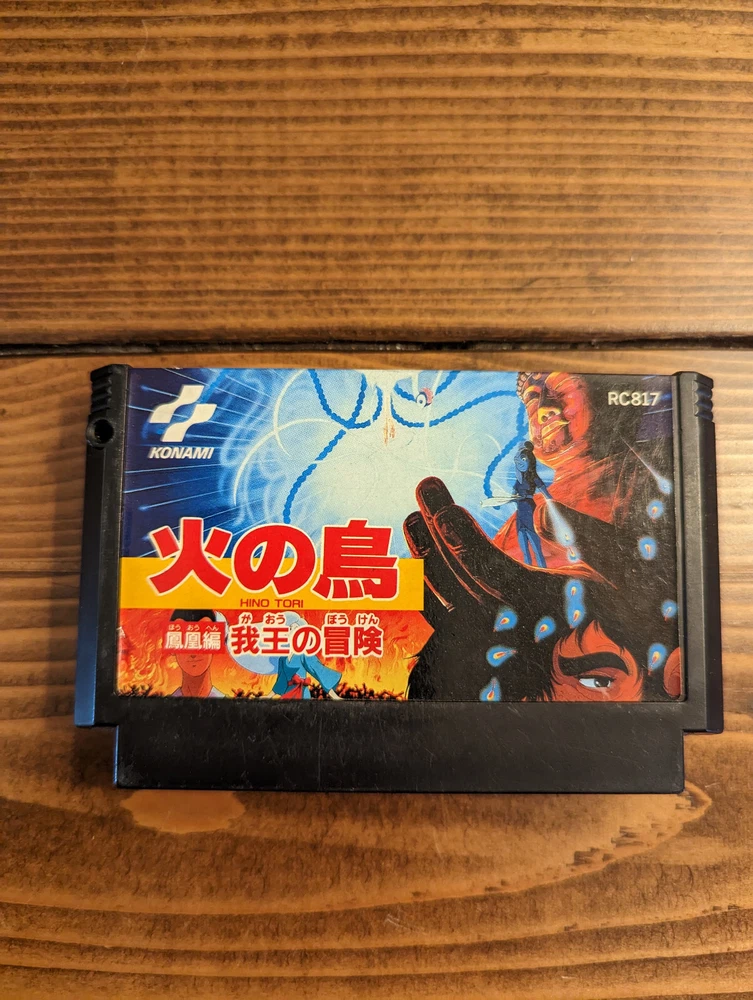 KONAMI
RC817
火の鳥
HINO TORI
ほうおうへん
鳳凰編
がおう ぼうけん
我王の冒険